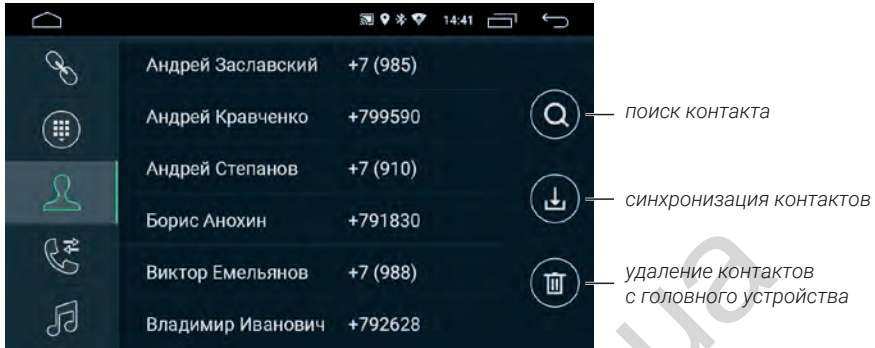 14:41
Андрей Заславский +7 (985)
Андрей Кравченко +799590
Андрей Степанов +7 (910)
Борис Анохин +791830
Виктор Емельянов +7 (988)
Владимир Иванович +792628
поиск контакта
синхронизация контактов
удаление контактов
с головного устройства
ua